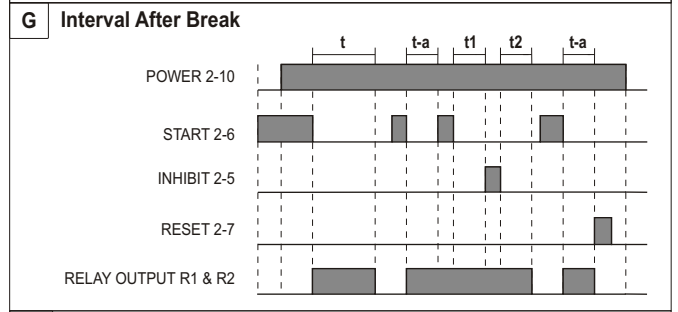 G Interval After Break
t t-a t1 t2 t-a
POWER 2-10
START 2-6
INHIBIT 2-5
RESET 2-7
RELAY OUTPUT R1 & R2